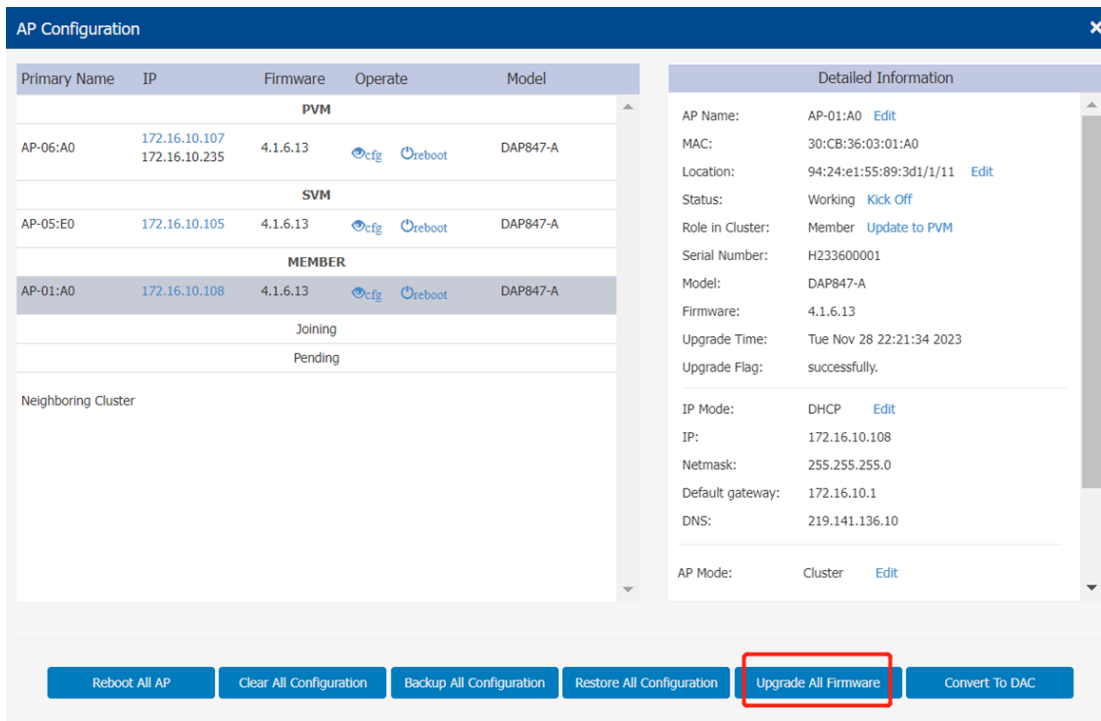 AP Configuration
Primary Name IP Firmware Operate Model
PVM
AP-06:A0 172.16.10.107 172.16.10.235 4.1.6.13 cfg reboot DAP847-A
SVM
AP-05:E0 172.16.10.105 4.1.6.13 cfg reboot DAP847-A
MEMBER
AP-01:A0 172.16.10.108 4.1.6.13 cfg reboot DAP847-A
Joining
Pending
Neighboring Cluster
Detailed Information
AP Name: AP-01:A0 Edit
MAC: 30:CB:36:03:01:A0
Location: 94:24:e1:55:89:3d1/1/11 Edit
Status: Working Kick Off
Role in Cluster: Member Update to PVM
Serial Number: H233600001
Model: DAP847-A
Firmware: 4.1.6.13
Upgrade Time: Tue Nov 28 22:21:34 2023
Upgrade Flag: successfully.
IP Mode: DHCP Edit
IP: 172.16.10.108
Netmask: 255.255.255.0
Default gateway: 172.16.10.1
DNS: 219.141.136.10
AP Mode: Cluster Edit
Reboot All AP Clear All Configuration Backup All Configuration Restore All Configuration Upgrade All Firmware Convert To DAC